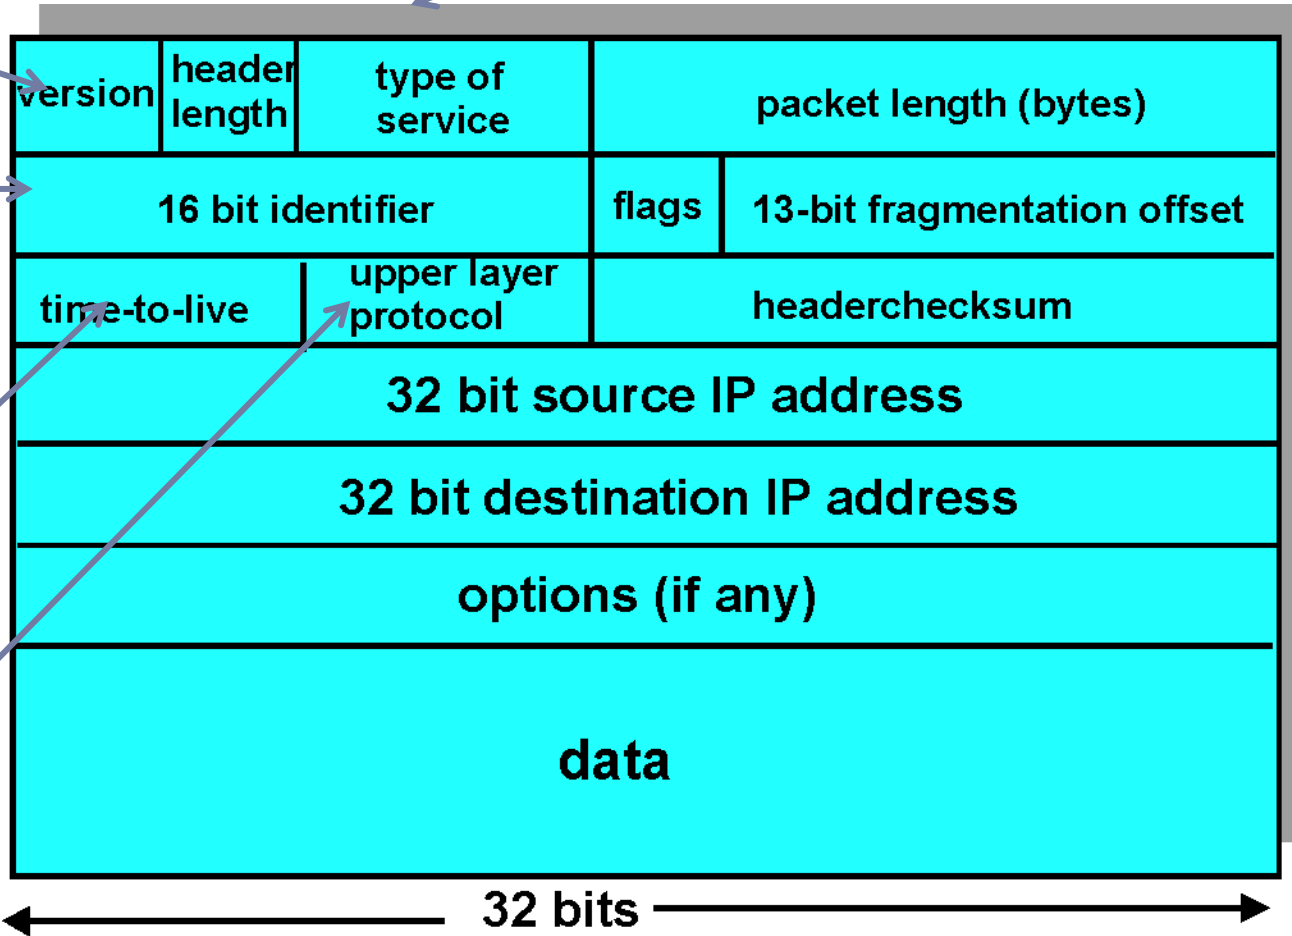 version
header
length
type of
service
packet length (bytes)
16 bit identifier
flags
13-bit fragmentation offset
time-to-live
upper layer
protocol
headerchecksum
32 bit source IP address
32 bit destination IP address
options (if any)
data
32 bits